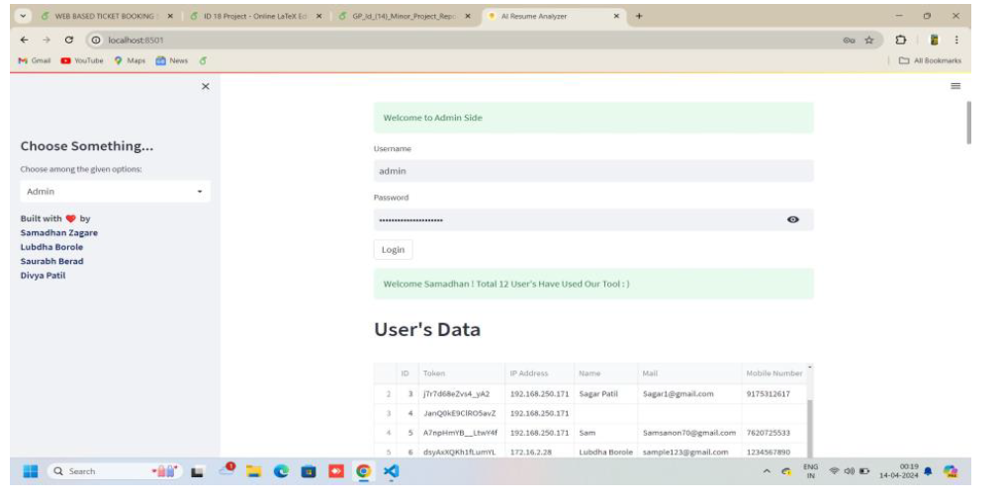 WEB BASED TICKET BOOKING
ID 18 Project - Online LaTeX Ed
GP_Id_(14)_Minor_Project_Rep
AI Resume Analyzer
localhost:8501
Gmail
YouTube
Maps
News
All Bookmarks
Choose Something...
Choose among the given options:
Admin
Built with ❤ by
Samadhan Zagare
Lubdha Borole
Saurabh Berad
Divya Patil
Welcome to Admin Side
Username
admin
Password
Login
Welcome Samadhan ! Total 12 User's Have Used Our Tool : )
User's Data
ID Token IP Address Name Mail Mobile Number
2 3 j7r7d68eZvs4_yA2 192.168.250.171 Sagar Patil Sagar1@gmail.com 9175312617
3 4 JanQ0kE9ClRO5avZ 192.168.250.171
4 5 A7npHmYB__LtwY4f 192.168.250.171 Sam Samsanon70@gmail.com 7620725533
5 6 dsyAxXQKh1fLumYL 172.16.2.28 Lubdha Borole sample123@gmail.com 1234567890
Search
ENG
IN
00:19
14-04-2024